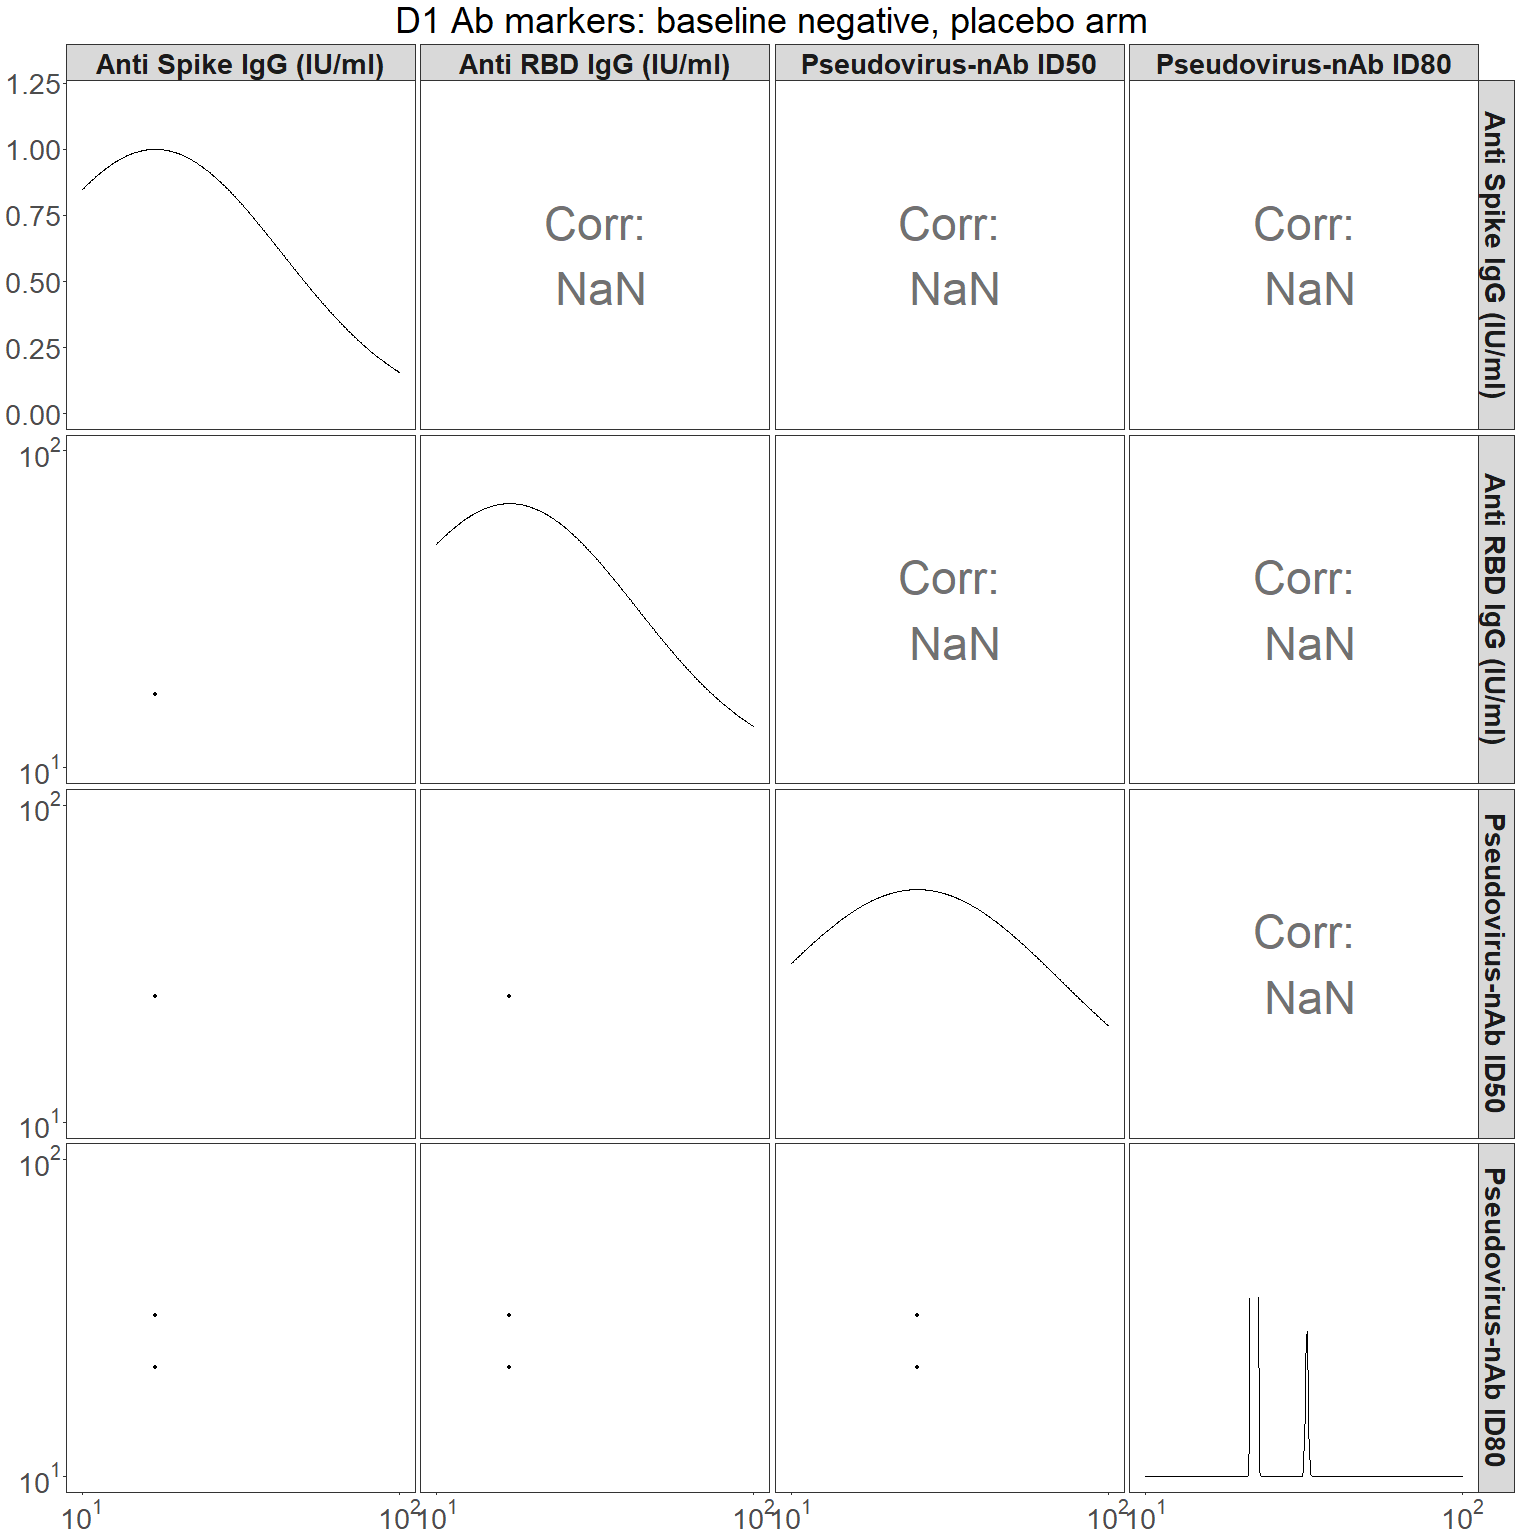 D1 Ab markers: baseline negative, placebo arm
Anti Spike IgG (IU/ml) Anti RBD IgG (IU/ml) Pseudovirus-nAb ID50 Pseudovirus-nAb ID80
1.25
1.00
0.75
0.50
0.25
0.00
Corr:
NaN
Corr:
NaN
Corr:
NaN
Anti Spike IgG (IU/ml)
10²
10¹
Corr:
NaN
Corr:
NaN
Anti RBD IgG (IU/ml)
10²
10¹
Corr:
NaN
Pseudovirus-nAb ID50
10²
10¹
Pseudovirus-nAb ID80
10¹ 10² 10¹ 10² 10¹ 10² 10¹ 10²